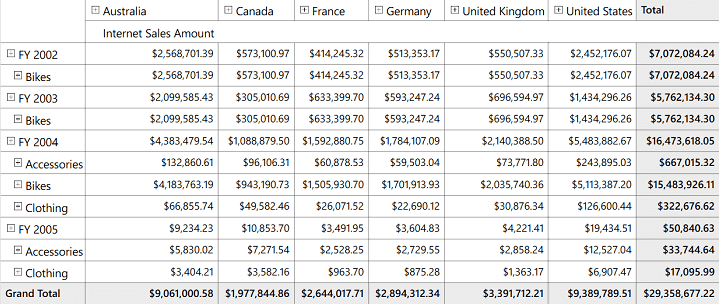 Australia Canada France Germany United Kingdom United States Total
Internet Sales Amount
FY 2002 $2,568,701.39 $573,100.97 $414,245.32 $513,353.17 $550,507.33 $2,452,176.07 $7,072,084.24
Bikes $2,568,701.39 $573,100.97 $414,245.32 $513,353.17 $550,507.33 $2,452,176.07 $7,072,084.24
FY 2003 $2,099,585.43 $305,010.69 $633,399.70 $593,247.24 $696,594.97 $1,434,296.26 $5,762,134.30
Bikes $2,099,585.43 $305,010.69 $633,399.70 $593,247.24 $696,594.97 $1,434,296.26 $5,762,134.30
FY 2004 $4,383,479.54 $1,088,879.50 $1,592,880.75 $1,784,107.09 $2,140,388.50 $5,483,882.67 $16,473,618.05
Accessories $132,860.61 $96,106.31 $60,878.53 $59,503.04 $73,771.80 $243,895.03 $667,015.32
Bikes $4,183,763.19 $943,190.73 $1,505,930.70 $1,701,913.93 $2,035,740.36 $5,113,387.20 $15,483,926.11
Clothing $66,855.74 $49,582.46 $26,071.52 $22,690.12 $30,876.34 $126,600.44 $322,676.62
FY 2005 $9,234.23 $10,853.70 $3,491.95 $3,604.83 $4,221.41 $19,434.51 $50,840.63
Accessories $5,830.02 $7,271.54 $2,528.25 $2,729.55 $2,858.24 $12,527.04 $33,744.64
Clothing $3,404.21 $3,582.16 $963.70 $875.28 $1,363.17 $6,907.47 $17,095.99
Grand Total $9,061,000.58 $1,977,844.86 $2,644,017.71 $2,894,312.34 $3,391,712.21 $9,389,789.51 $29,358,677.22